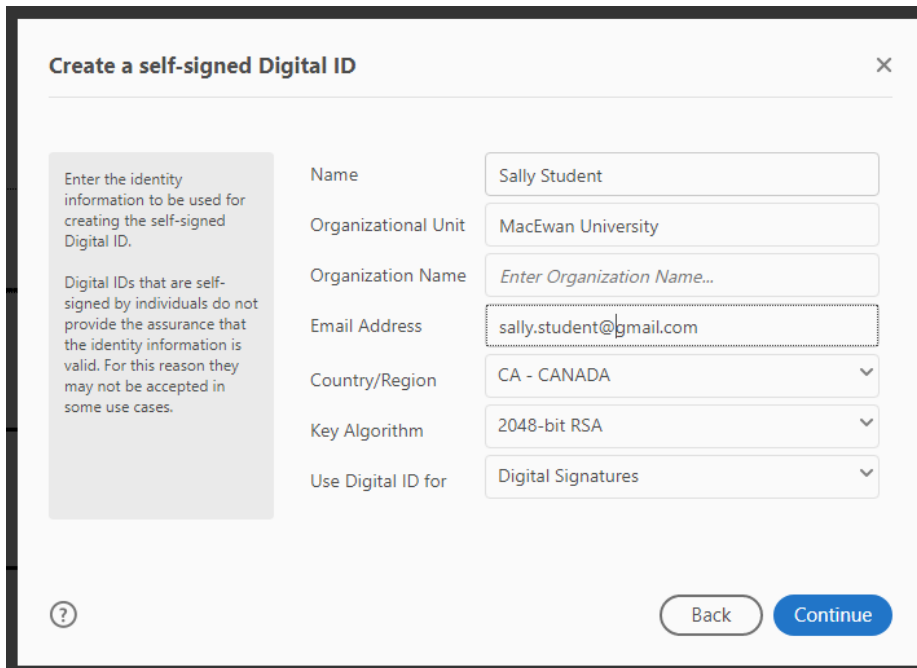 Create a self-signed Digital ID
Enter the identity
information to be used for
creating the self-signed
Digital ID.
Digital IDs that are self-
signed by individuals do not
provide the assurance that
the identity information is
valid. For this reason they
may not be accepted in
some use cases.
Name Sally Student
Organizational Unit MacEwan University
Organization Name Enter Organization Name...
Email Address sally.student@gmail.com
Country/Region CA - CANADA
Key Algorithm 2048-bit RSA
Use Digital ID for Digital Signatures
? Back Continue